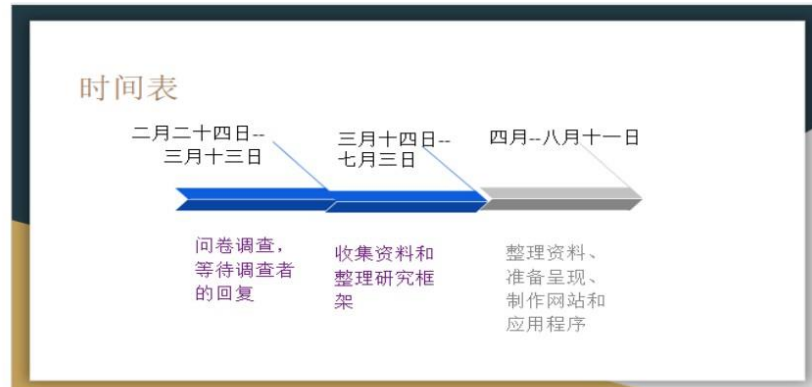 时间表
二月二十四日--
三月十三日
三月十四日--
七月三日
四月--八月十一日
问卷调查，
等待调查者
的回复
收集资料和
整理研究框
架
整理资料、
准备呈现、
制作网站和
应用程序